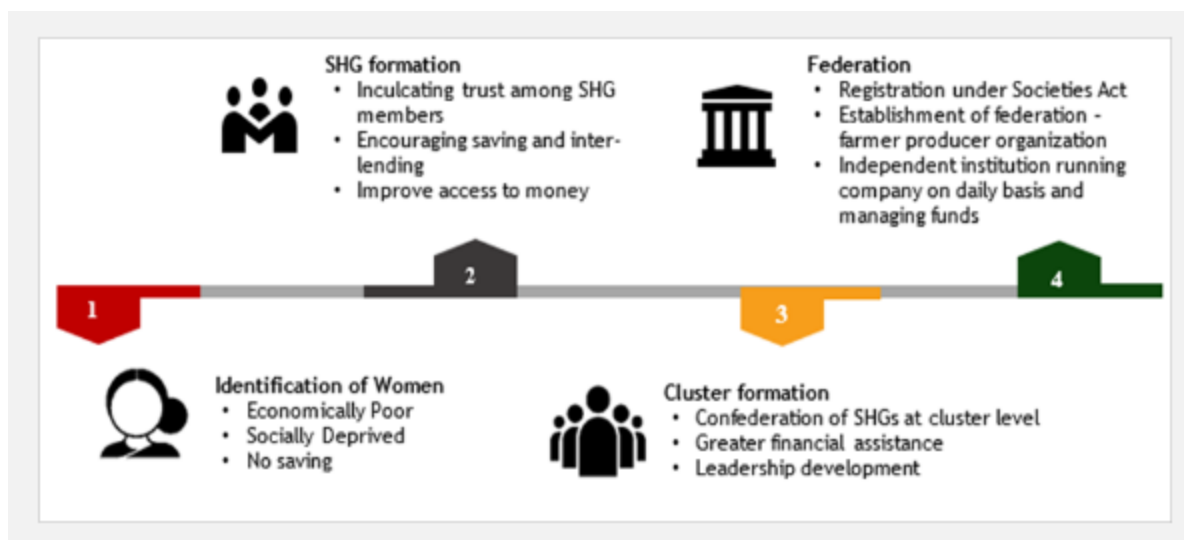 SHG formation
• Inculcating trust among SHG
members
• Encouraging saving and inter-
lending
• Improve access to money
Federation
• Registration under Societies Act
• Establishment of federation -
farmer producer organization
• Independent institution running
company on daily basis and
managing funds
1
2
3
4
Identification of Women
• Economically Poor
• Socially Deprived
• No saving
Cluster formation
• Confederation of SHGs at cluster level
• Greater financial assistance
• Leadership development